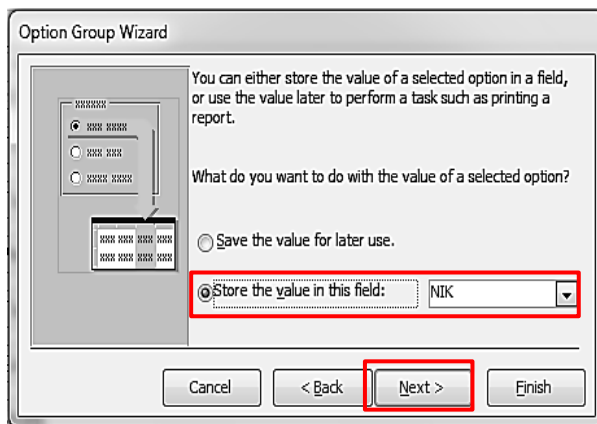 Option Group Wizard
You can either store the value of a selected option in a field,
or use the value later to perform a task such as printing a
report.
What do you want to do with the value of a selected option?
Save the value for later use.
Store the value in this field: NIK
Cancel < Back Next > Finish